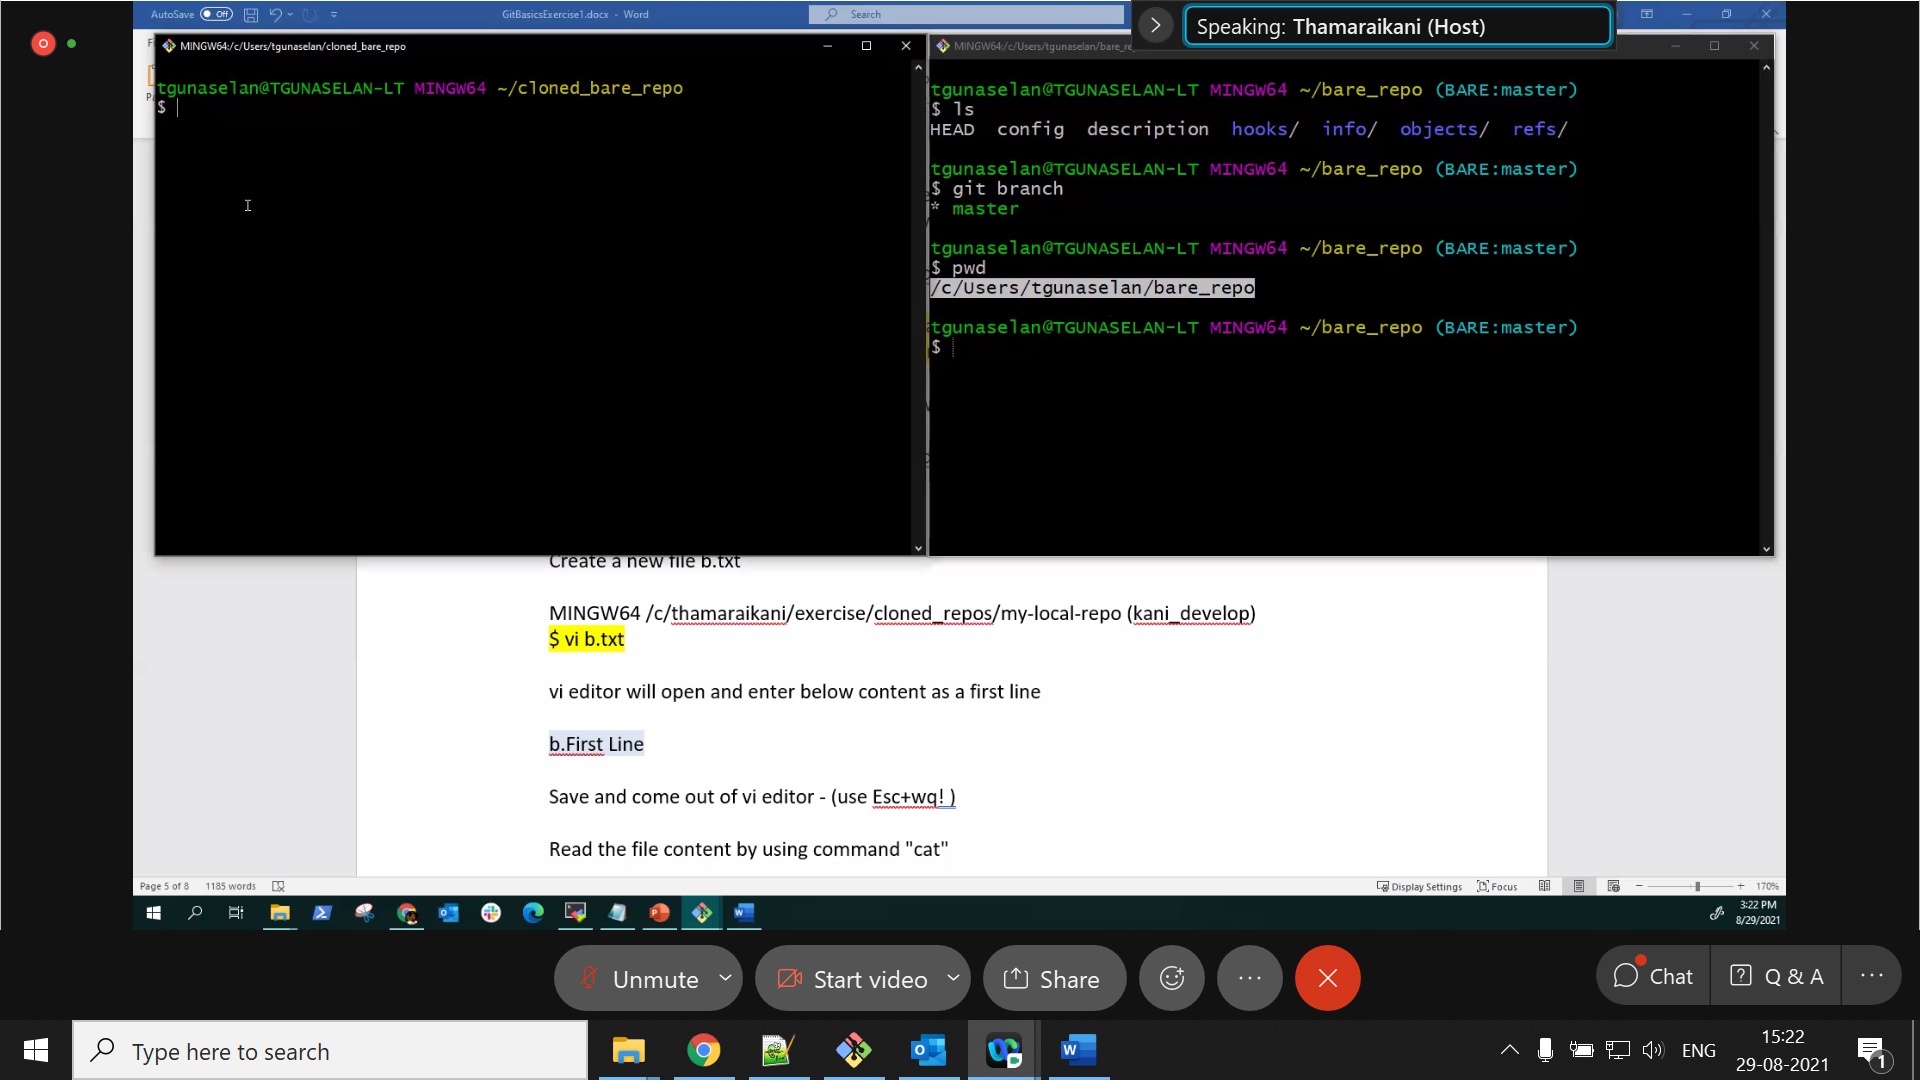 AutoSave Off
GitBasicsExercise1.docx - Word
Search
Speaking: Thamaraikani (Host)
MINGW64:/c/Users/tgunaselan/cloned_bare_repo
tgunaselan@TGUNASELAN-LT MINGW64 ~/cloned_bare_repo
$
MINGW64:/c/Users/tgunaselan/bare_re
tgunaselan@TGUNASELAN-LT MINGW64 ~/bare_repo (BARE:master)
$ ls
HEAD config description hooks/ info/ objects/ refs/
tgunaselan@TGUNASELAN-LT MINGW64 ~/bare_repo (BARE:master)
$ git branch
* master
tgunaselan@TGUNASELAN-LT MINGW64 ~/bare_repo (BARE:master)
$ pwd
/c/Users/tgunaselan/bare_repo
tgunaselan@TGUNASELAN-LT MINGW64 ~/bare_repo (BARE:master)
$
Create a new file b.txt
MINGW64 /c/thamaraikani/exercise/cloned_repos/my-local-repo (kani_develop)
$ vi b.txt
vi editor will open and enter below content as a first line
b.First Line
Save and come out of vi editor - (use Esc+wq! )
Read the file content by using command "cat"
Page 5 of 8 1185 words
Display Settings Focus 170%
3:22 PM
8/29/2021
Unmute Start video Share Chat Q & A
Type here to search
ENG
15:22
29-08-2021
1